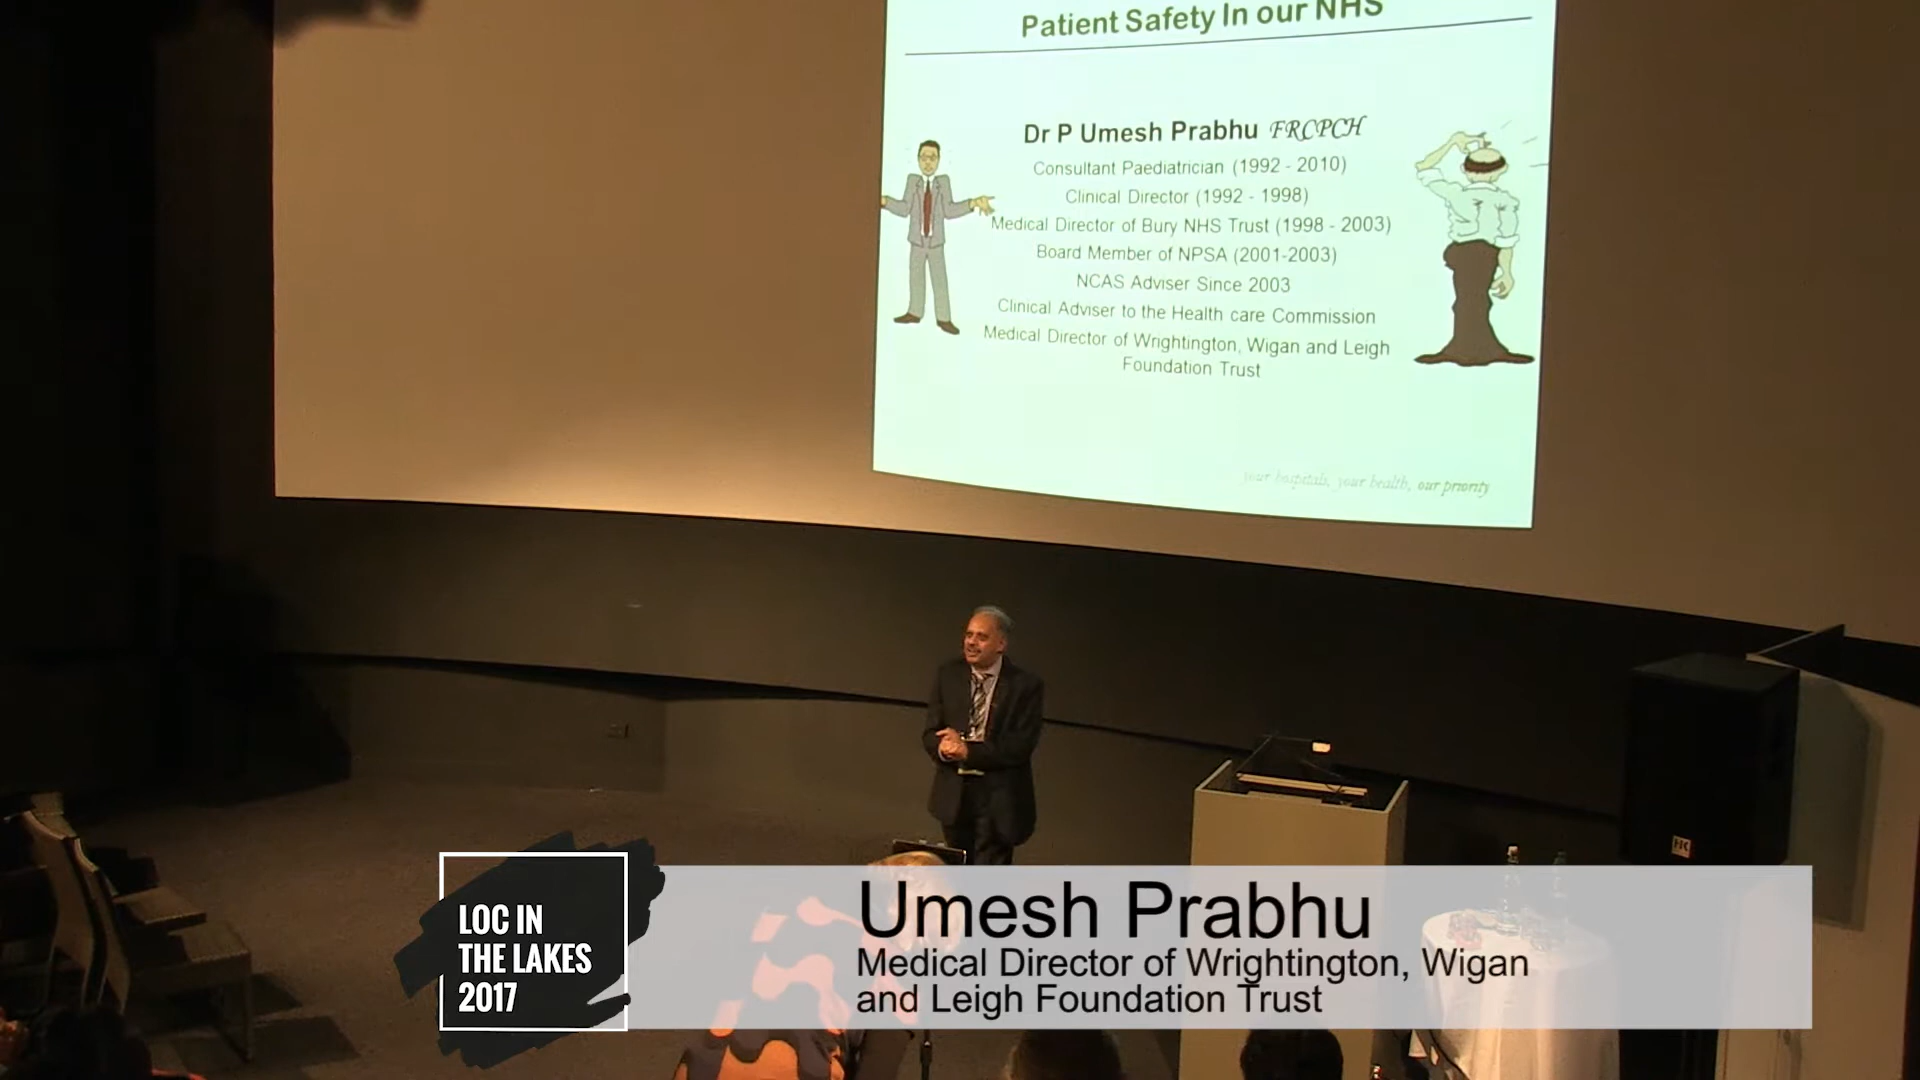 Patient Safety In our NHS
Dr P Umesh Prabhu FRCPCH
Consultant Paediatrician (1992 - 2010)
Clinical Director (1992 - 1998)
Medical Director of Bury NHS Trust (1998 - 2003)
Board Member of NPSA (2001-2003)
NCAS Adviser Since 2003
Clinical Adviser to the Health care Commission
Medical Director of Wrightington, Wigan and Leigh
Foundation Trust
your hospitals, your health, our priority
HK
LOC IN
THE LAKES
2017
Umesh Prabhu
Medical Director of Wrightington, Wigan
and Leigh Foundation Trust